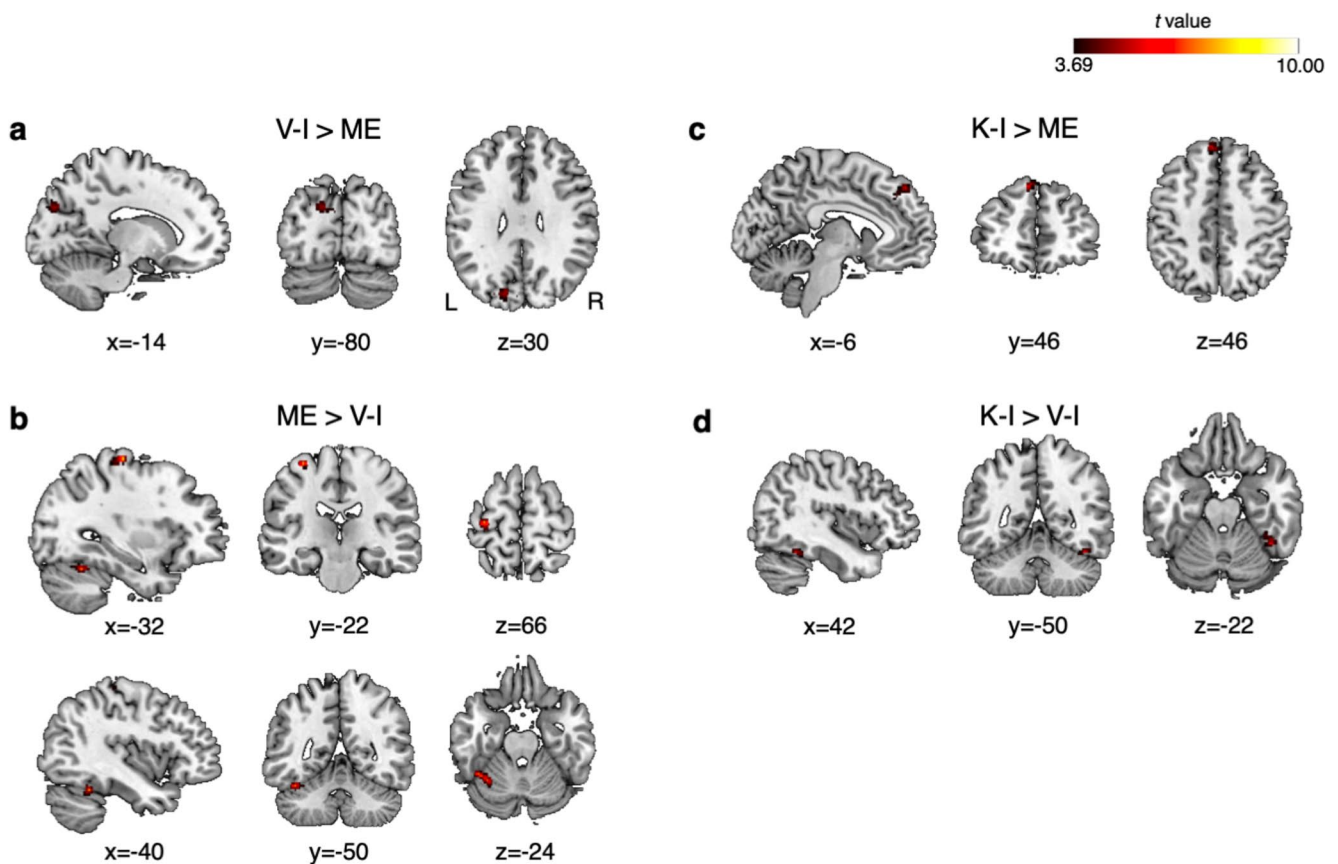 t value
3.69 10.00
a
V-I > ME
L R
x=-14 y=-80 z=30
c
K-I > ME
x=-6 y=46 z=46
b
ME > V-I
x=-32 y=-22 z=66
x=-40 y=-50 z=-24
d
K-I > V-I
x=42 y=-50 z=-22